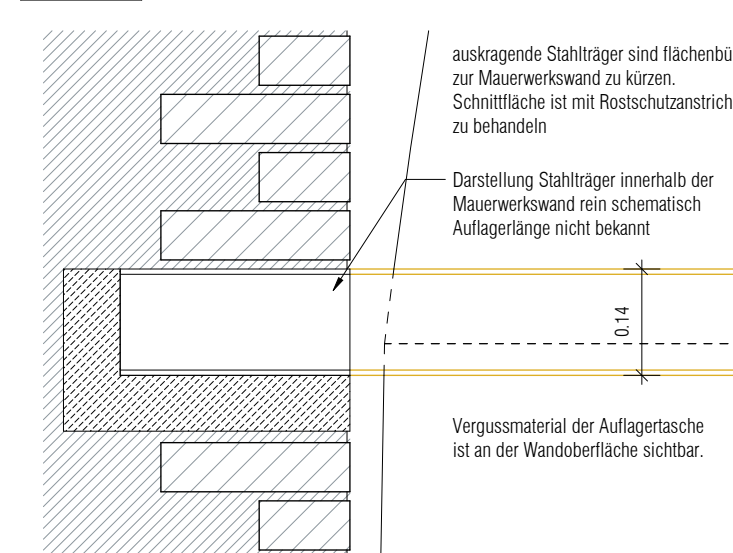 auskragende Stahlträger sind flächenbü
zur Mauerwerkswand zu kürzen.
Schnittfläche ist mit Rostschutzanstrich
zu behandeln
Darstellung Stahlträger innerhalb der
Mauerwerkswand rein schematisch
Auflagerlänge nicht bekannt
0.14
Vergussmaterial der Auflagertasche
ist an der Wandoberfläche sichtbar.